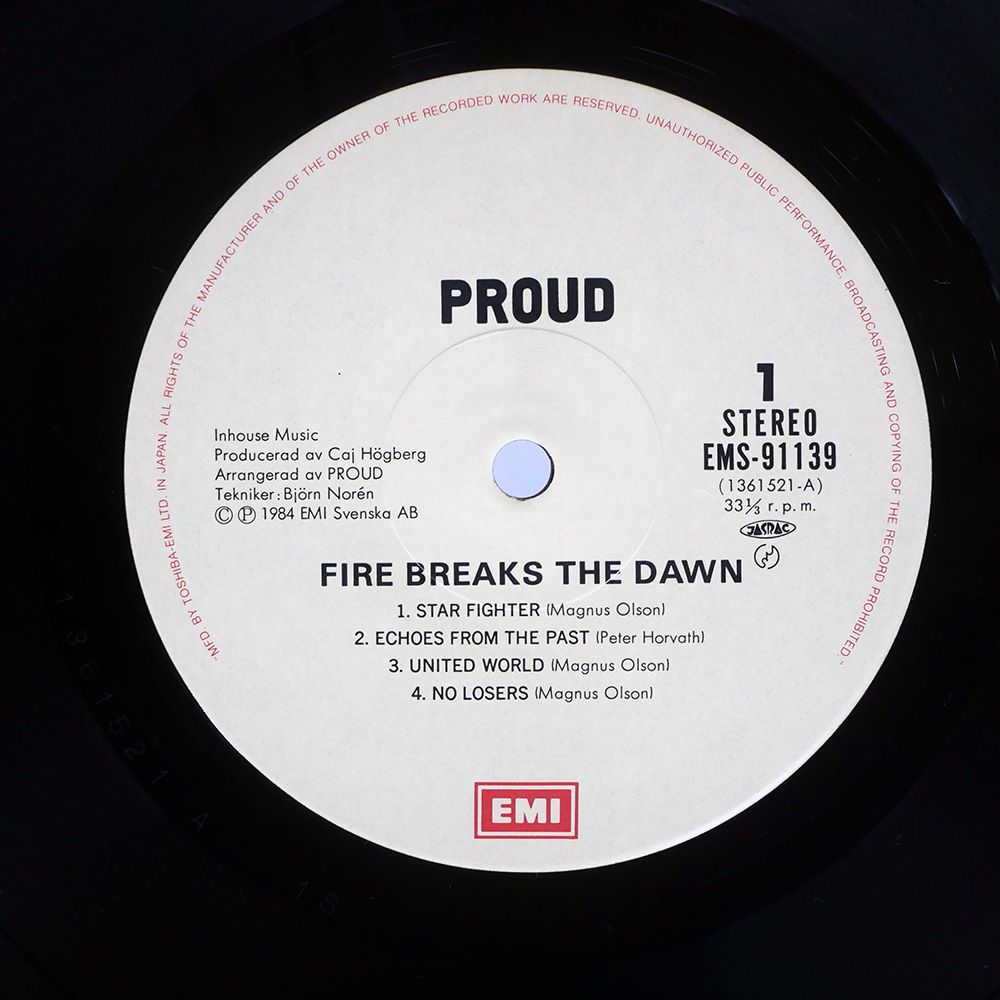 "MFD. BY TOSHIBA-EMI LTD. IN JAPAN. ALL RIGHTS OF THE MANUFACTURER AND OF THE OWNER OF THE RECORDED WORK ARE RESERVED. UNAUTHORIZED PUBLIC PERFORMANCE, BROADCASTING AND COPYING OF THE RECORD PROHIBITED."
PROUD
1
STEREO
EMS-91139
(1361521-A)
33⅓ r.p.m.
JASRAC
Inhouse Music
Producerad av Caj Högberg
Arrangerad av PROUD
Tekniker: Björn Norén
© ℗ 1984 EMI Svenska AB
FIRE BREAKS THE DAWN
1. STAR FIGHTER (Magnus Olson)
2. ECHOES FROM THE PAST (Peter Horvath)
3. UNITED WORLD (Magnus Olson)
4. NO LOSERS (Magnus Olson)
EMI
1361521 A 1S